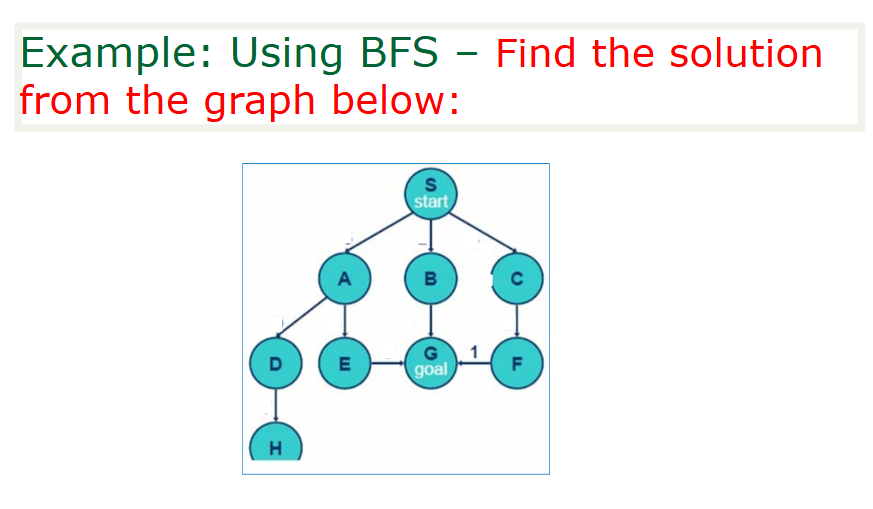 Example: Using BFS – Find the solution
from the graph below:
S
start
A
B
C
D
E
G
goal
1
F
H